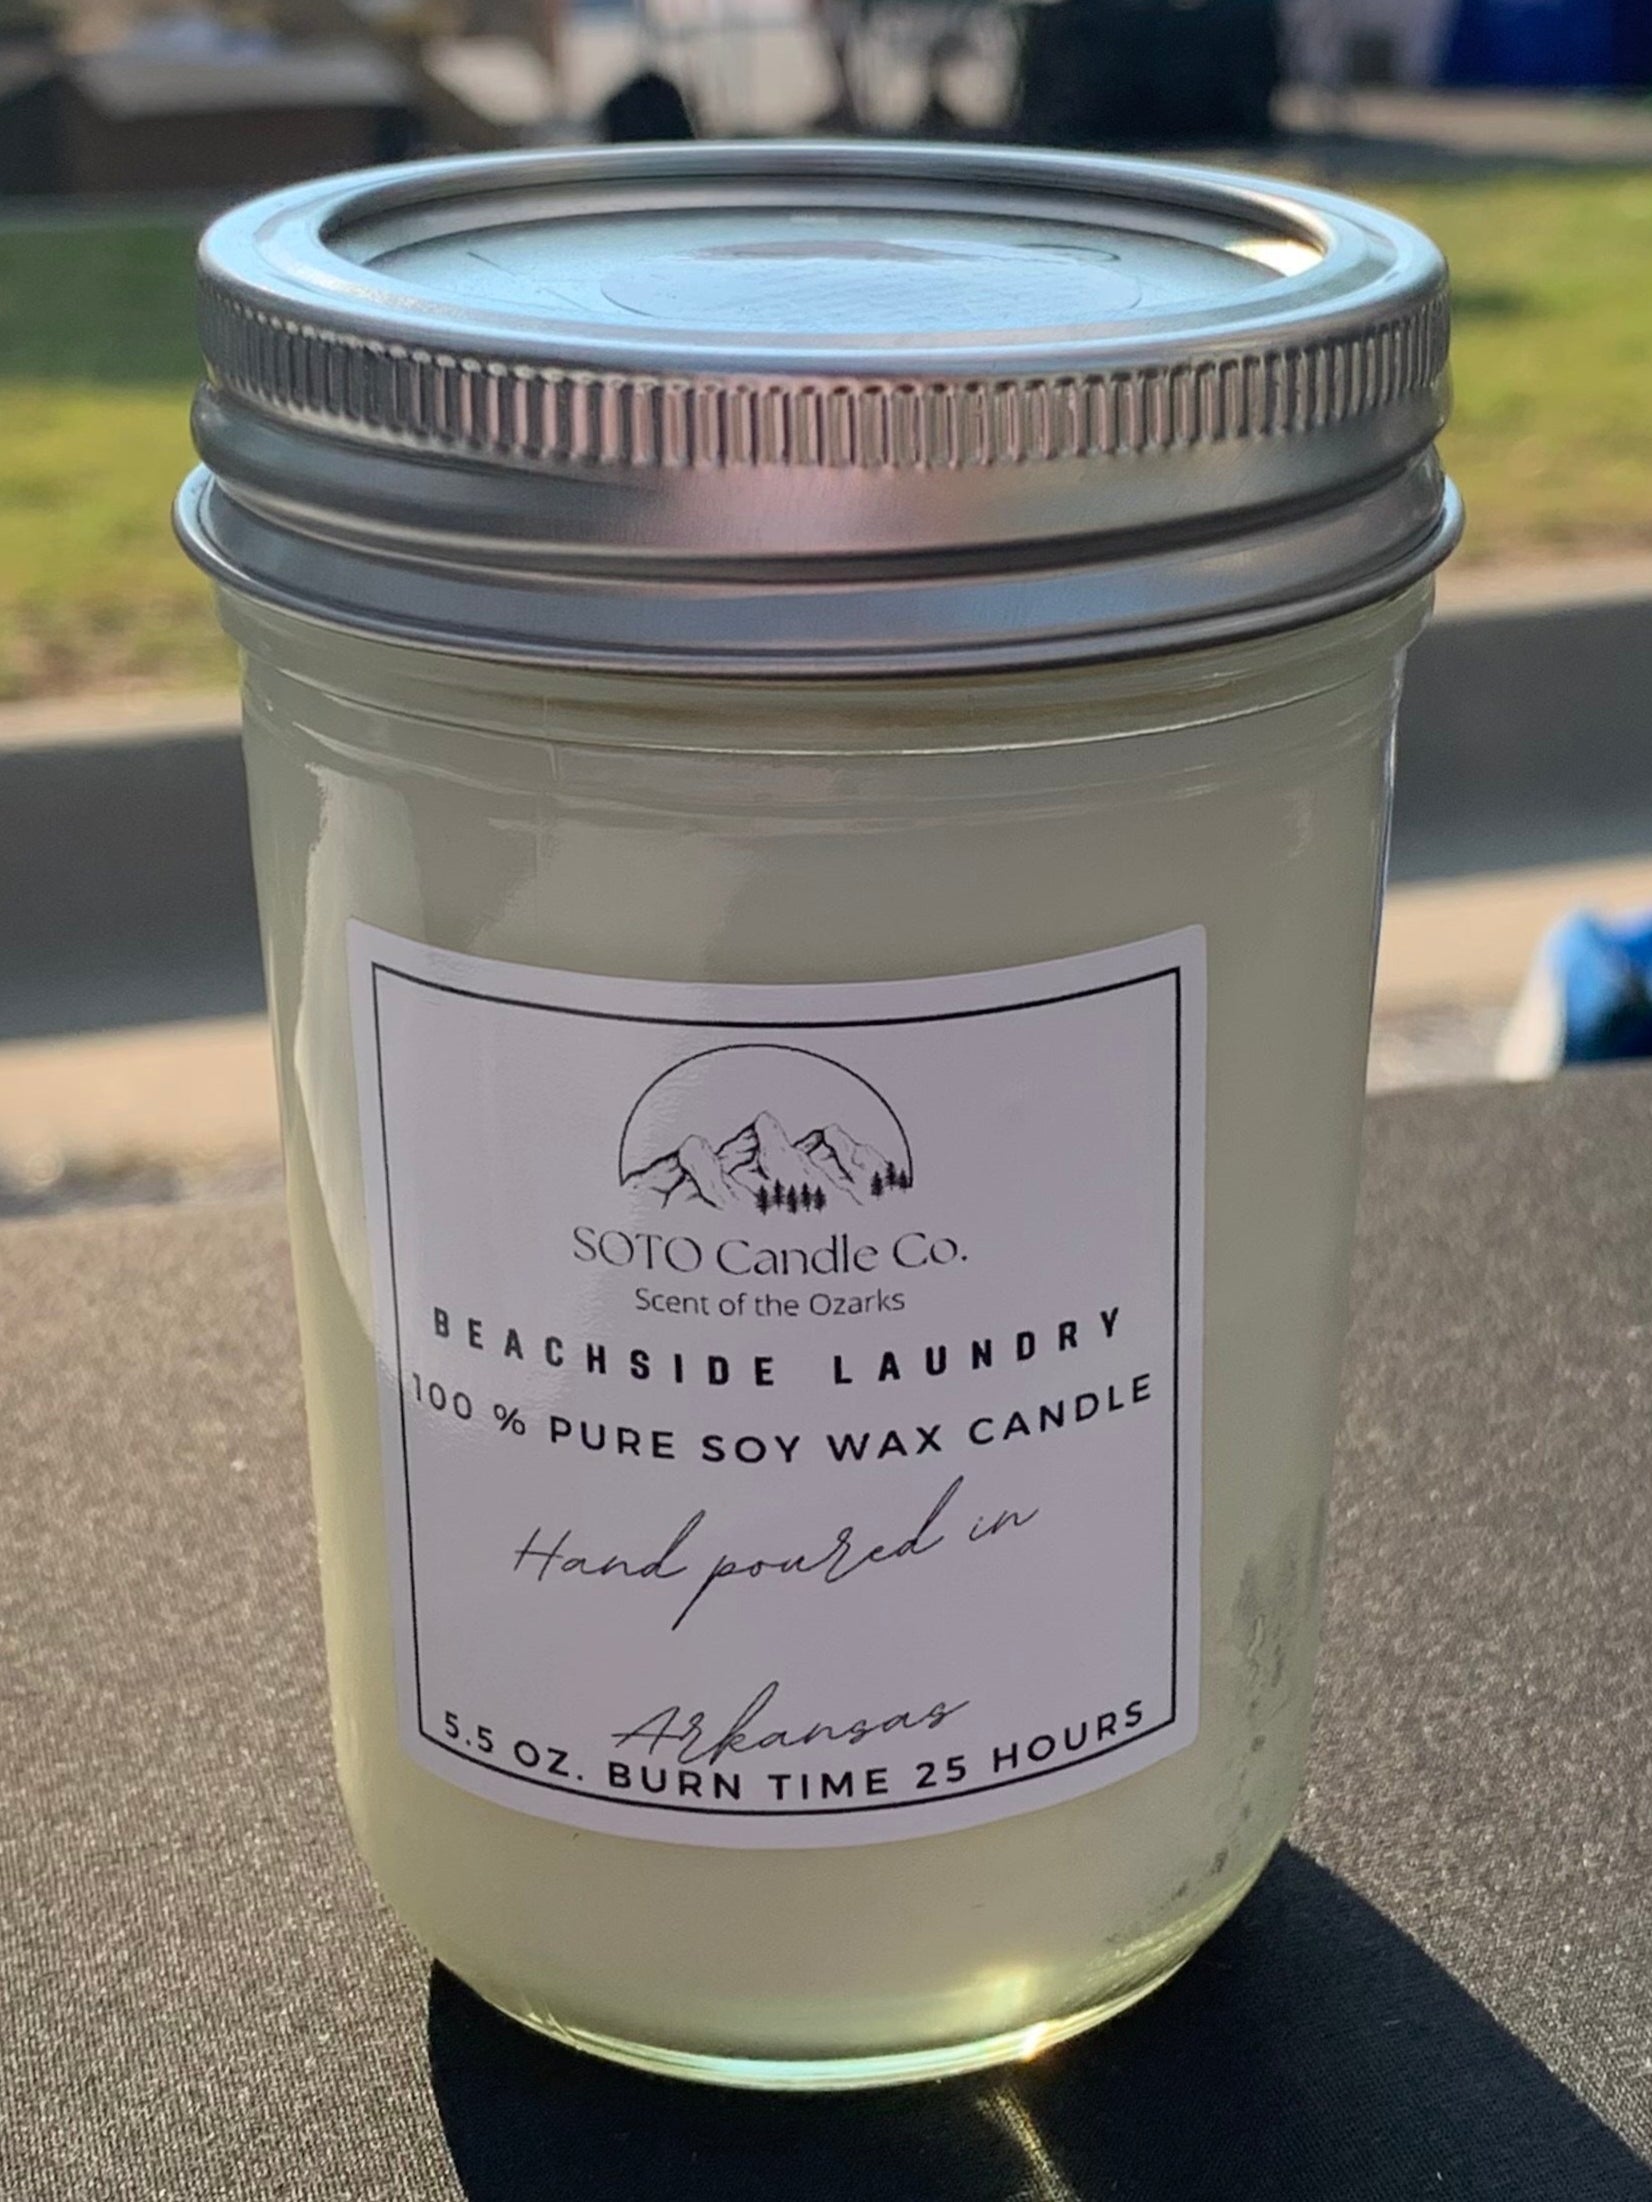 SOTO Candle Co.
Scent of the Ozarks
BEACHSIDE LAUNDRY
100 % PURE SOY WAX CANDLE
Hand poured in
Arkansas
5.5 OZ. BURN TIME 25 HOURS